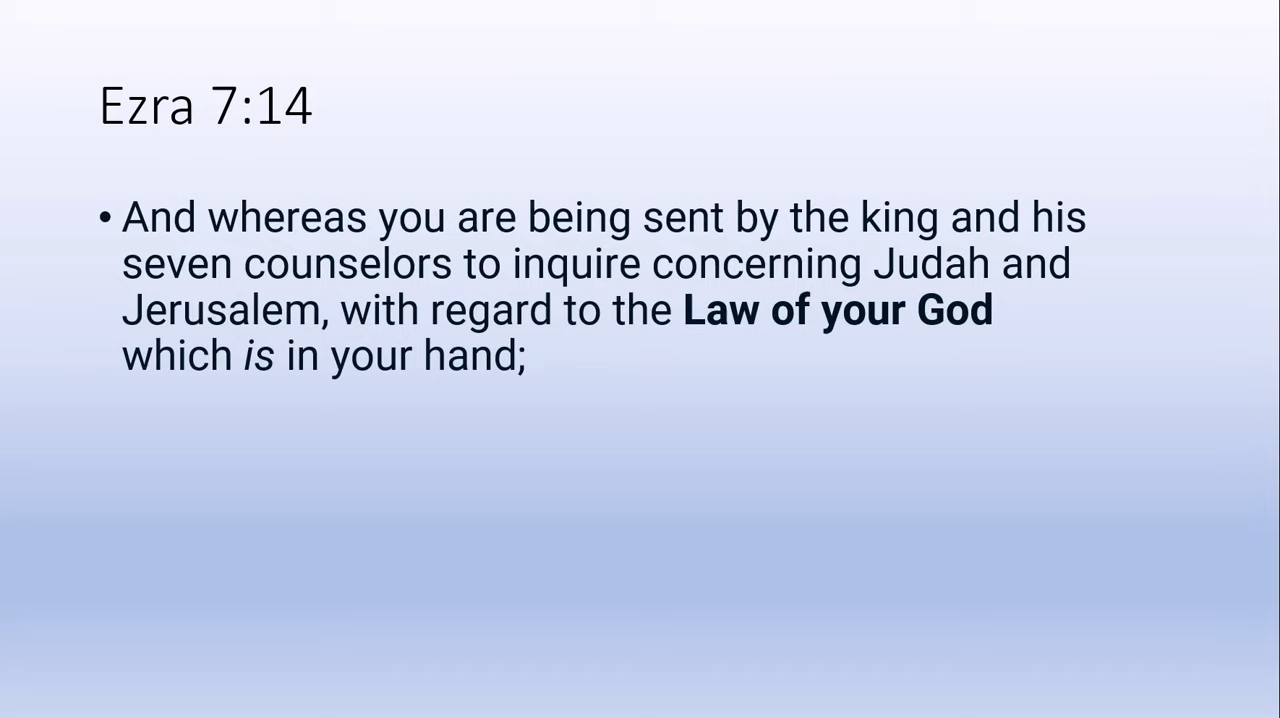 Ezra 7:14
• And whereas you are being sent by the king and his
seven counselors to inquire concerning Judah and
Jerusalem, with regard to the Law of your God
which is in your hand;